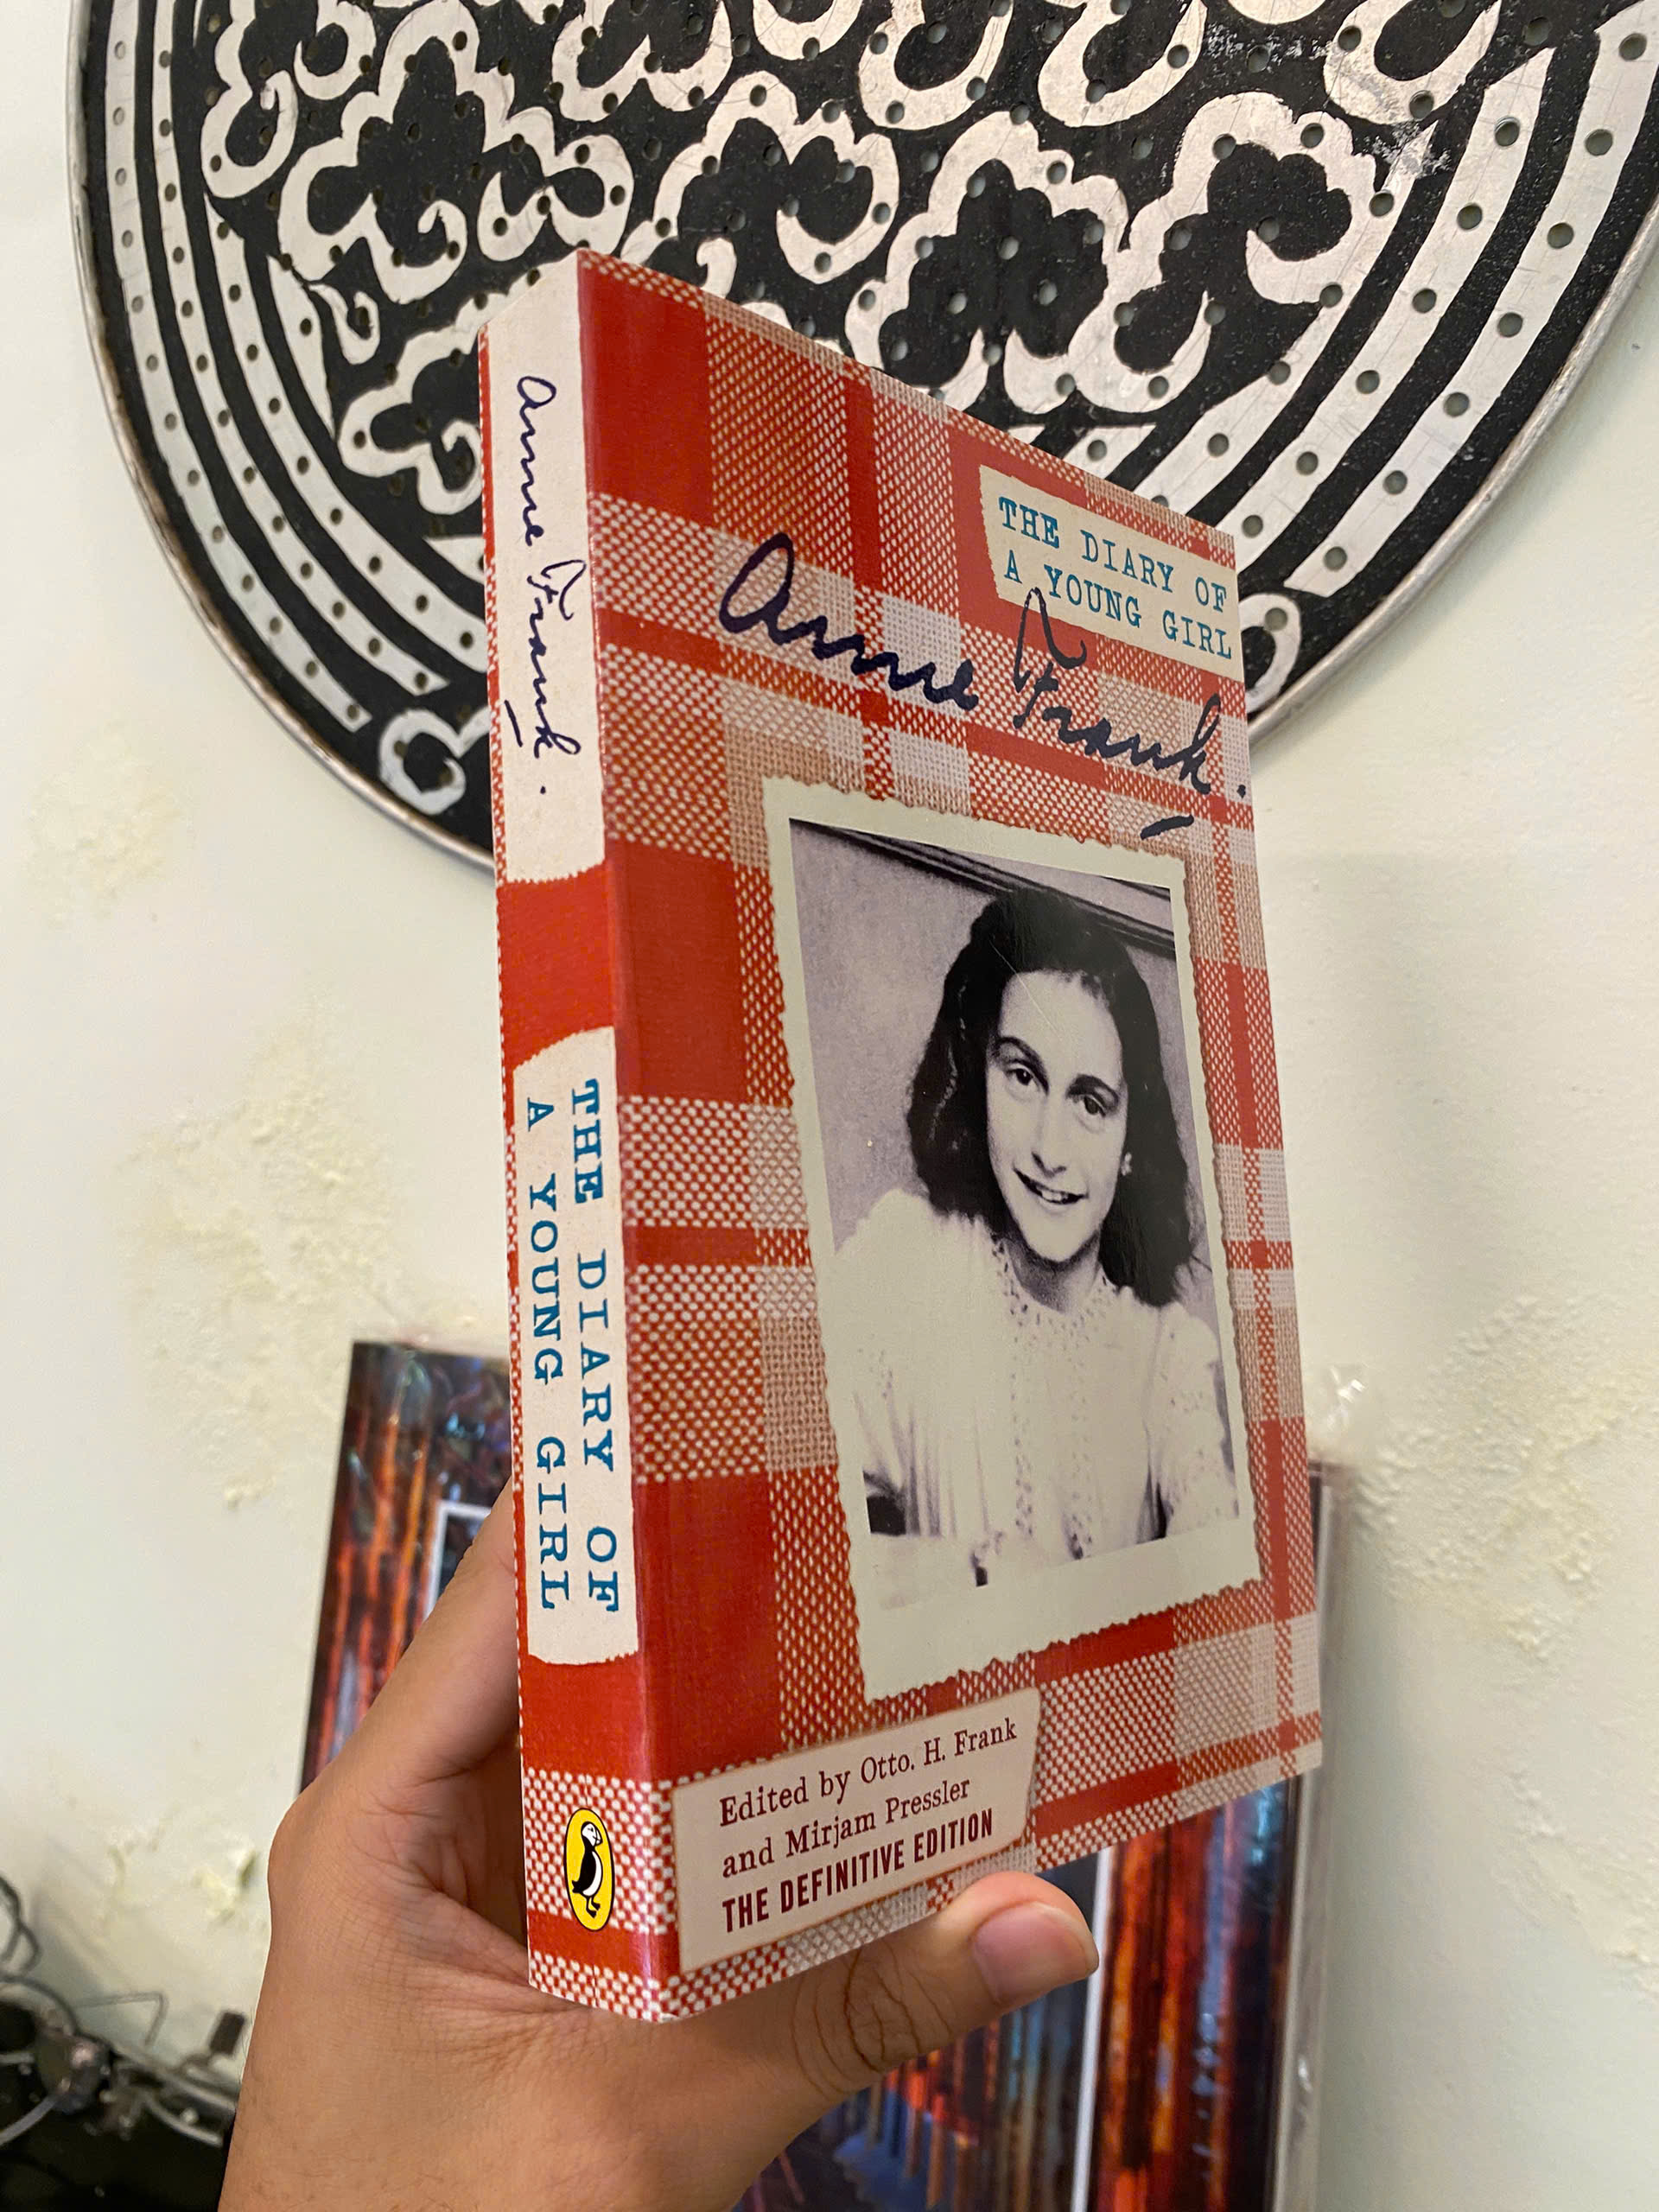 Anne Frank.
THE DIARY OF
A YOUNG GIRL
THE DIARY OF
A YOUNG GIRL
Anne Frank.
Edited by Otto. H. Frank
and Mirjam Pressler
THE DEFINITIVE EDITION